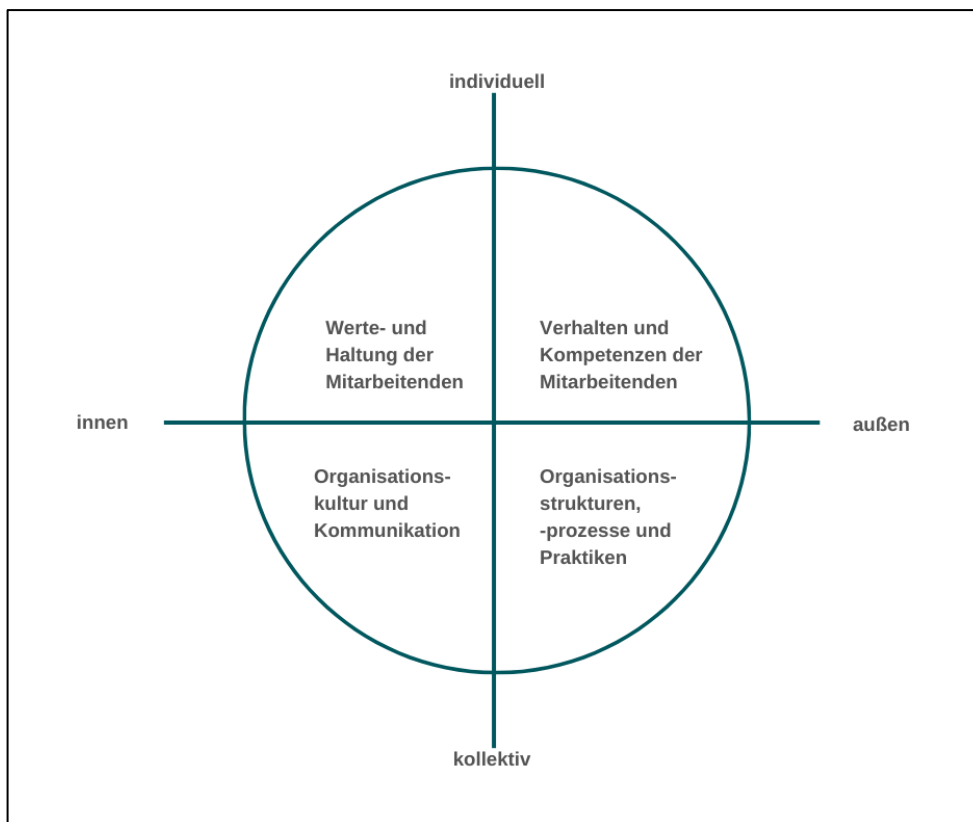 individuell
Werte- und
Haltung der
Mitarbeitenden
Verhalten und
Kompetenzen der
Mitarbeitenden
innen
außen
Organisations-
kultur und
Kommunikation
Organisations-
strukturen,
-prozesse und
Praktiken
kollektiv